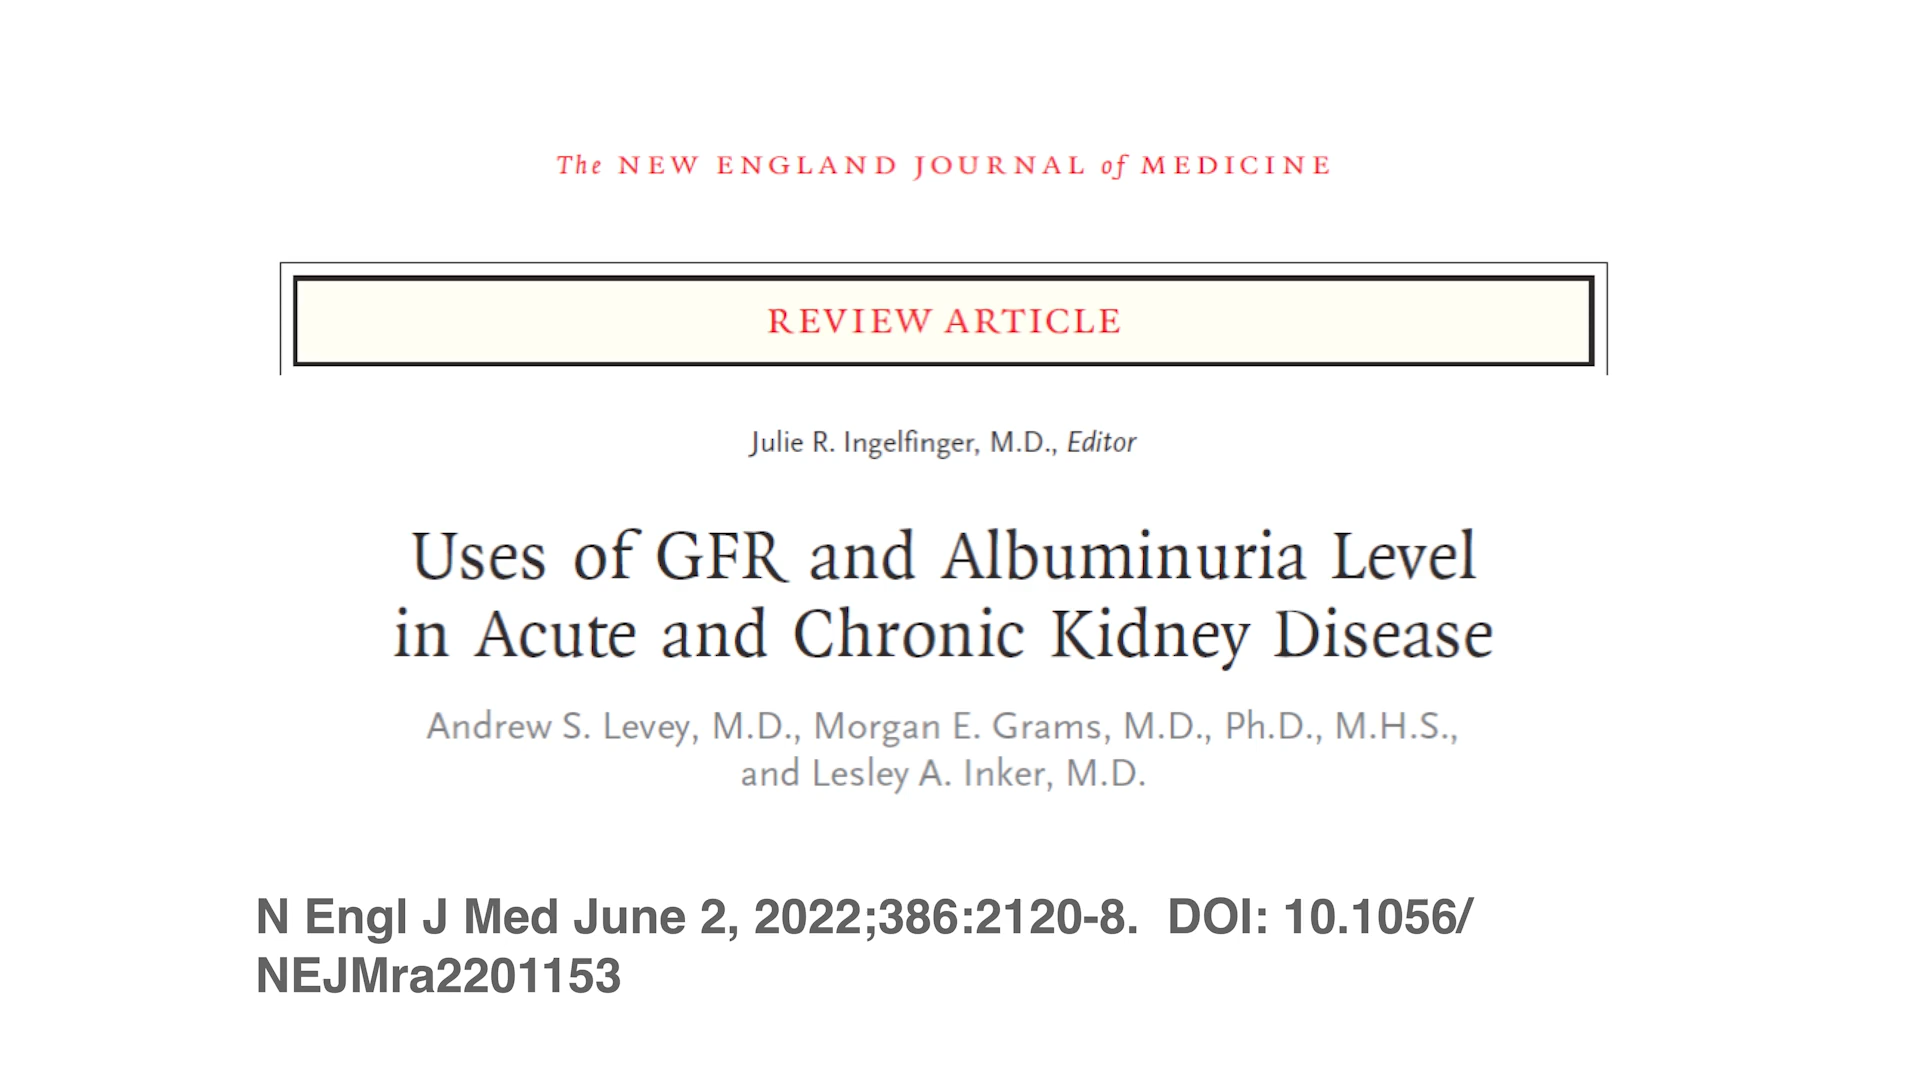 The NEW ENGLAND JOURNAL of MEDICINE
REVIEW ARTICLE
Julie R. Ingelfinger, M.D., Editor
Uses of GFR and Albuminuria Level
in Acute and Chronic Kidney Disease
Andrew S. Levey, M.D., Morgan E. Grams, M.D., Ph.D., M.H.S.,
and Lesley A. Inker, M.D.
N Engl J Med June 2, 2022;386:2120-8.  DOI: 10.1056/
NEJMra2201153